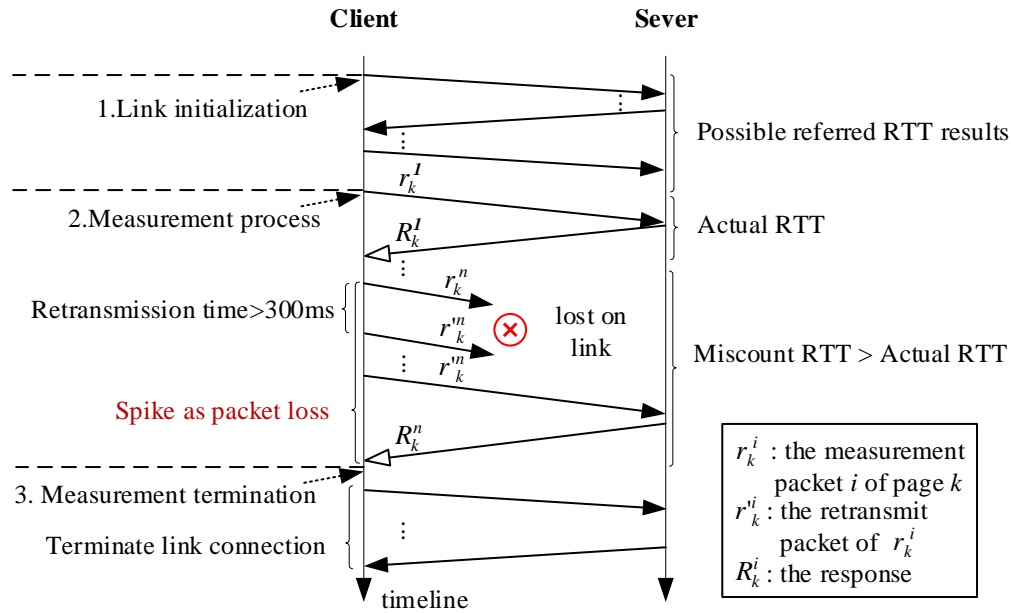 Client
Sever
1.Link initialization
⋮
⋮
Possible referred RTT results
r_k^1
2.Measurement process
Actual RTT
R_k^1
⋮
r_k^n
Retransmission time>300ms
lost on
link
r'_k^n
Miscount RTT > Actual RTT
⋮ r'_k^n
Spike as packet loss
R_k^n
3. Measurement termination
Terminate link connection
⋮
timeline
r_k^i : the measurement
packet i of page k
r'_k^i : the retransmit
packet of r_k^i
R_k^i : the response